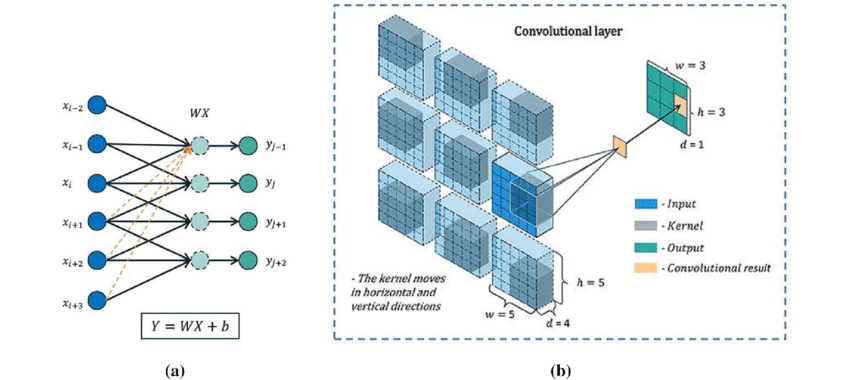 x_{i-2}
x_{i-1}
x_i
x_{i+1}
x_{i+2}
x_{i+3}
WX
y_{j-1}
y_j
y_{j+1}
y_{j+2}
Y = WX + b
(a)
Convolutional layer
w = 3
h = 3
d = 1
- Input
- Kernel
- Output
- Convolutional result
- The kernel moves
in horizontal and
vertical directions
h = 5
w = 5
d = 4
(b)